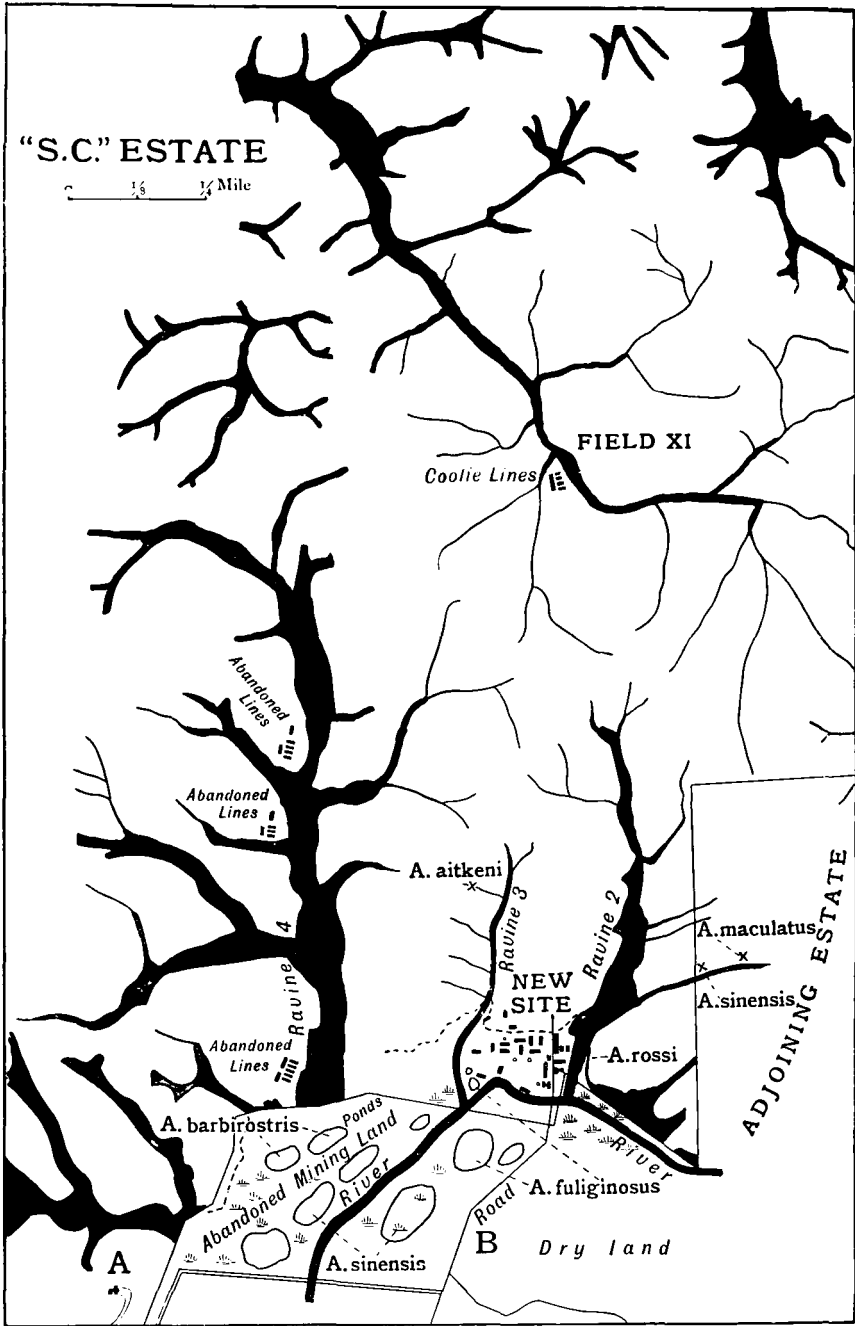 "S.C." ESTATE
0 1/8 1/4 Mile
FIELD XI
Coolie Lines
Abandoned
Lines
Abandoned
Lines
A. aitkeni
Ravine 3
Ravine 2
Ravine 4
A. maculatus
A. sinensis
ADJOINING ESTATE
NEW
SITE
Abandoned
Lines
A. rossi
A. barbirostris
Ponds
Abandoned Mining Land
River
River
A. fuliginosus
Road
A. sinensis
A
B
Dry land